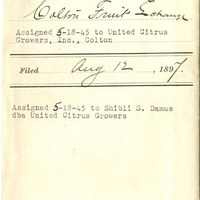 Colton Fruit Exchange
Assigned 5-18-45 to United Citrus
Growers, Inc., Colton
Filed Aug 12, 1897.
Assigned 5-18-45 to Shibli S. Damus
dba United Citrus Growers